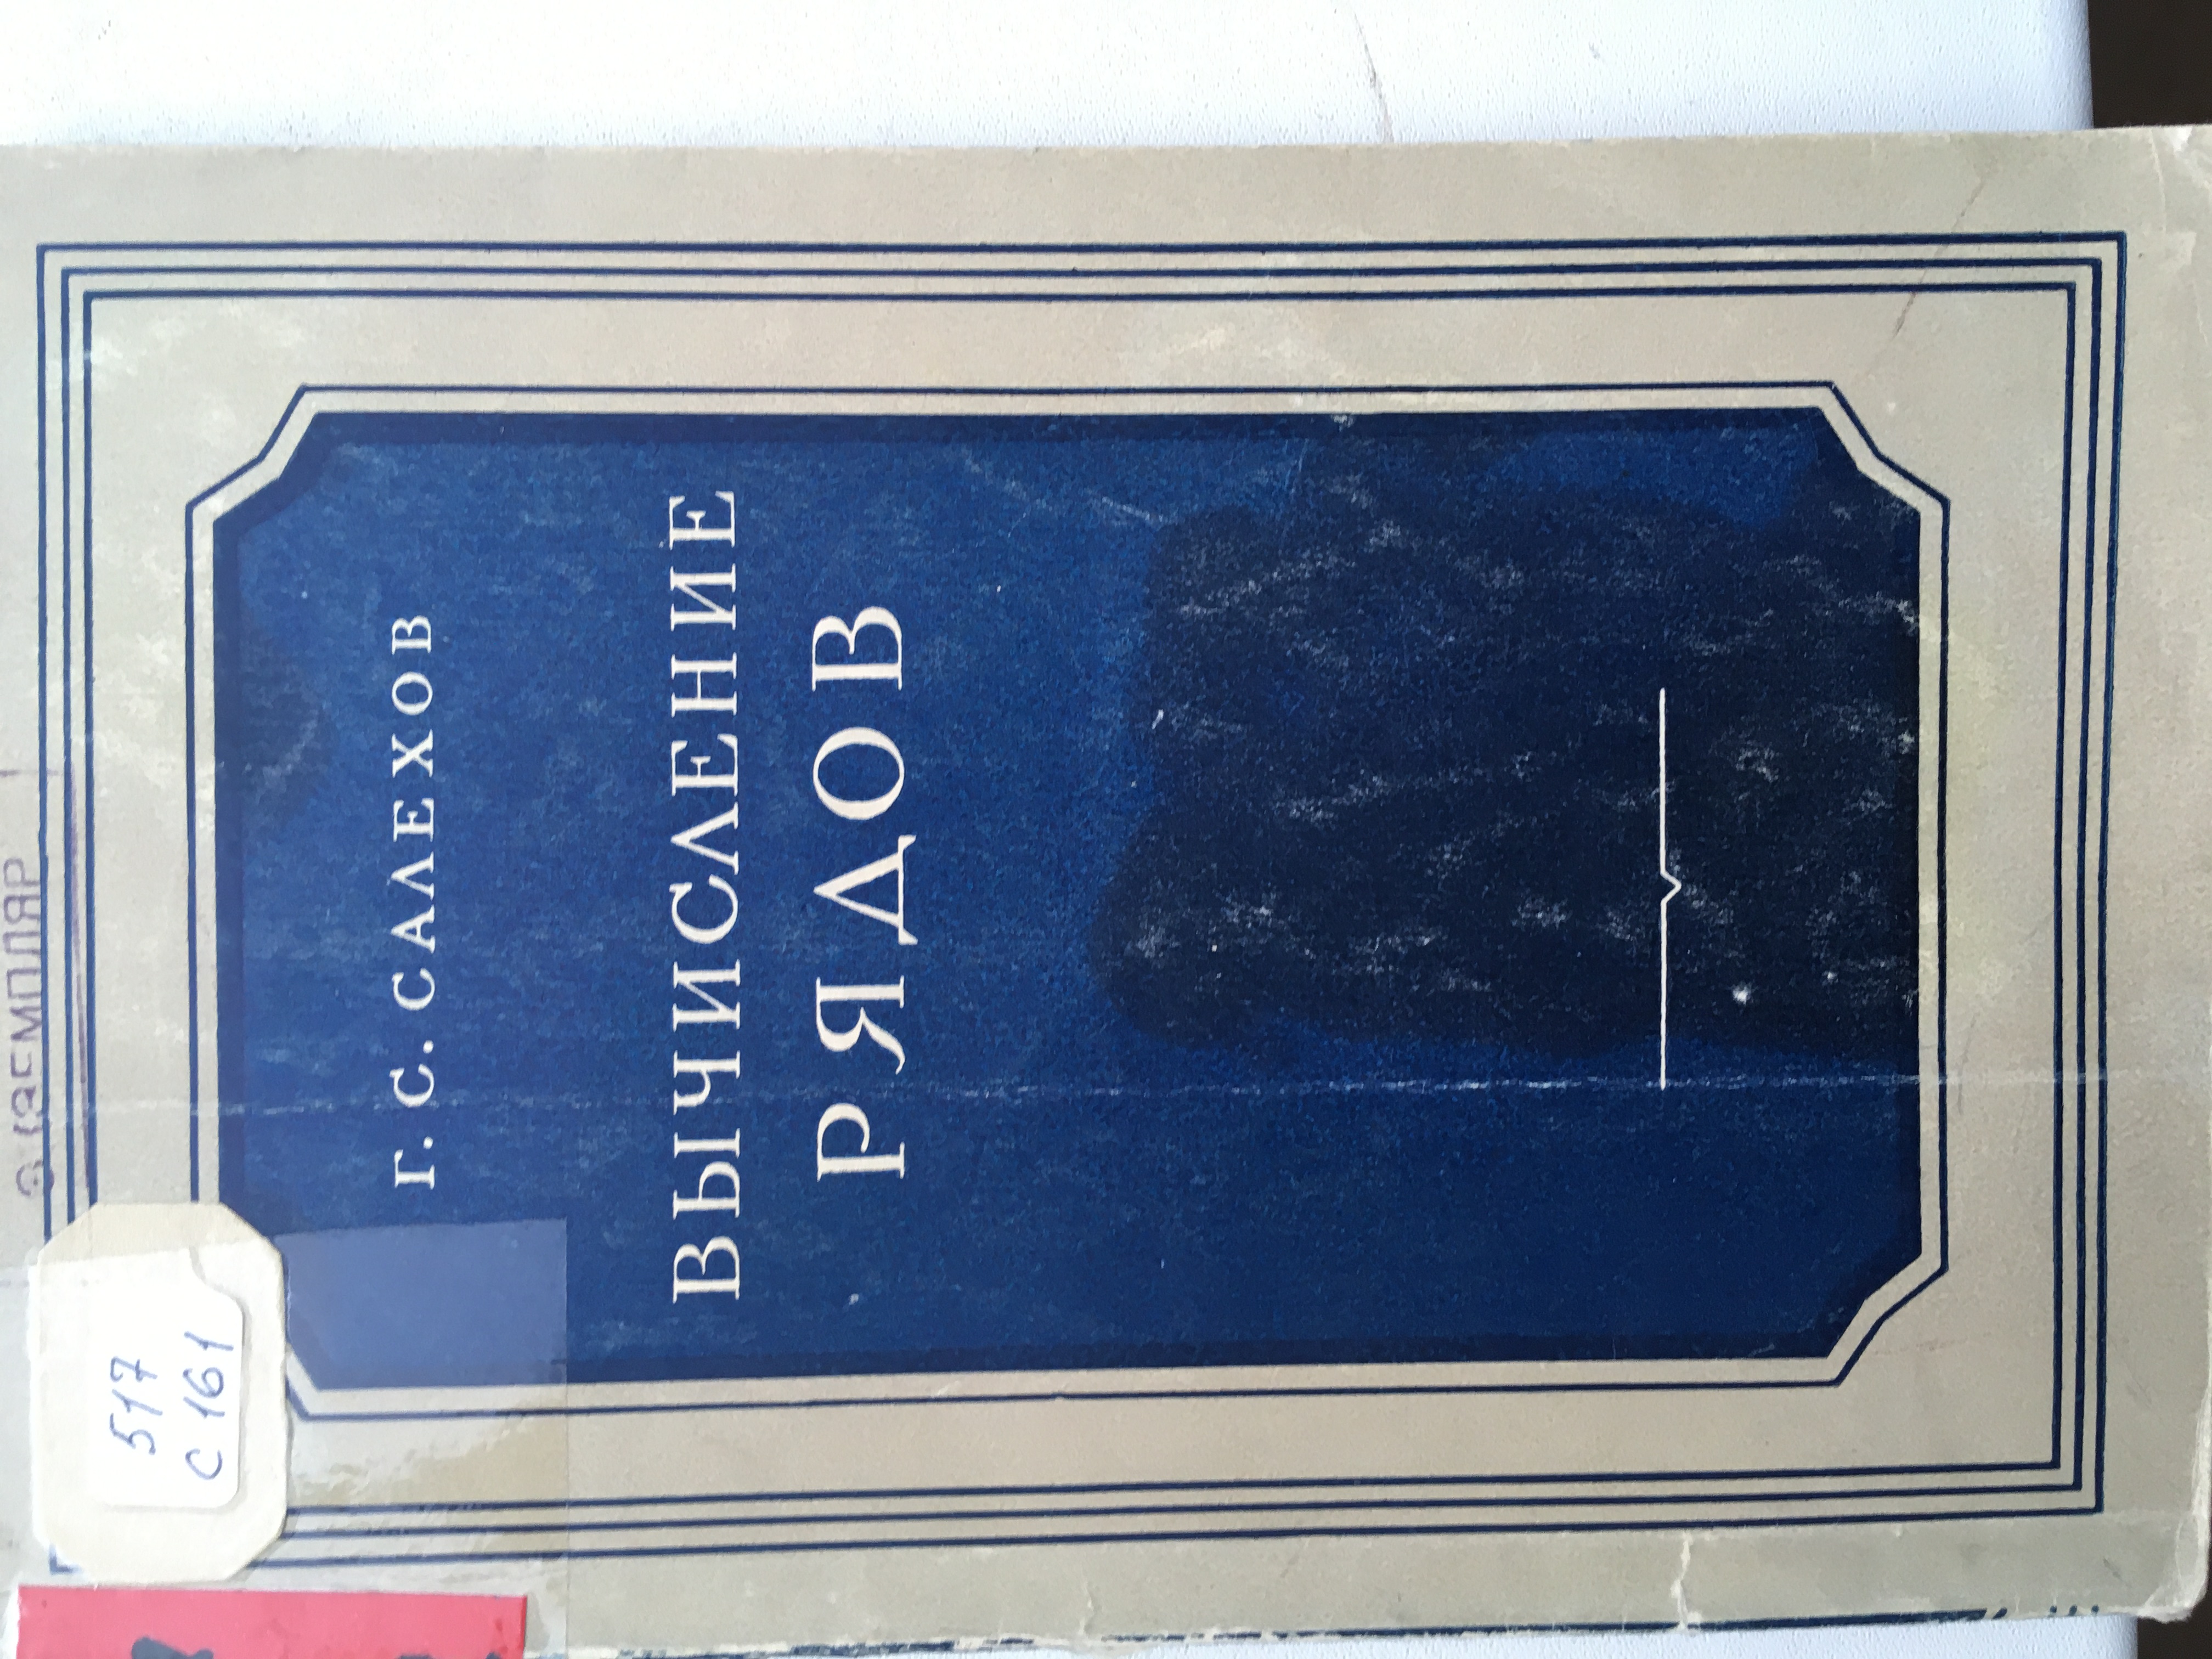 517
С 161
Г. С. САЛЕХОВ
ВЫЧИСЛЕНИЕ
РЯДОВ